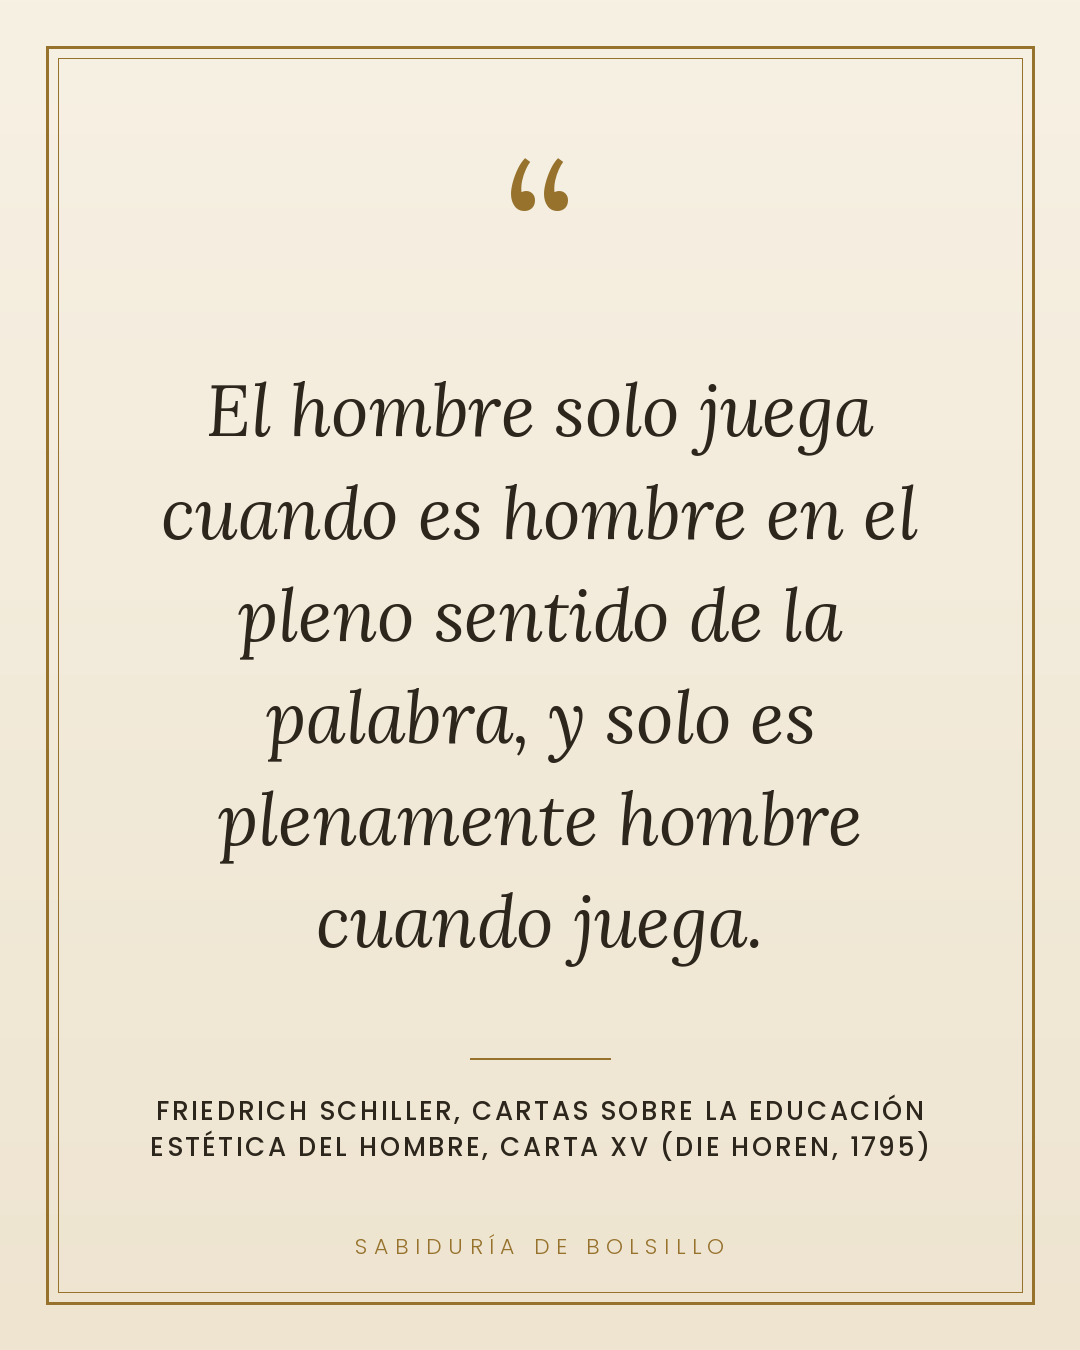 “
El hombre solo juega
cuando es hombre en el
pleno sentido de la
palabra, y solo es
plenamente hombre
cuando juega.
FRIEDRICH SCHILLER, CARTAS SOBRE LA EDUCACIÓN
ESTÉTICA DEL HOMBRE, CARTA XV (DIE HOREN, 1795)
SABIDURÍA DE BOLSILLO